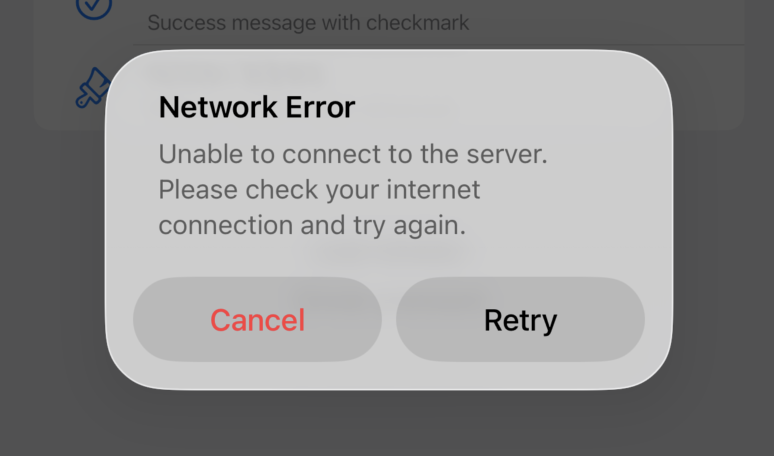 Success message with checkmark
Network Error
Unable to connect to the server.
Please check your internet
connection and try again.
Cancel
Retry